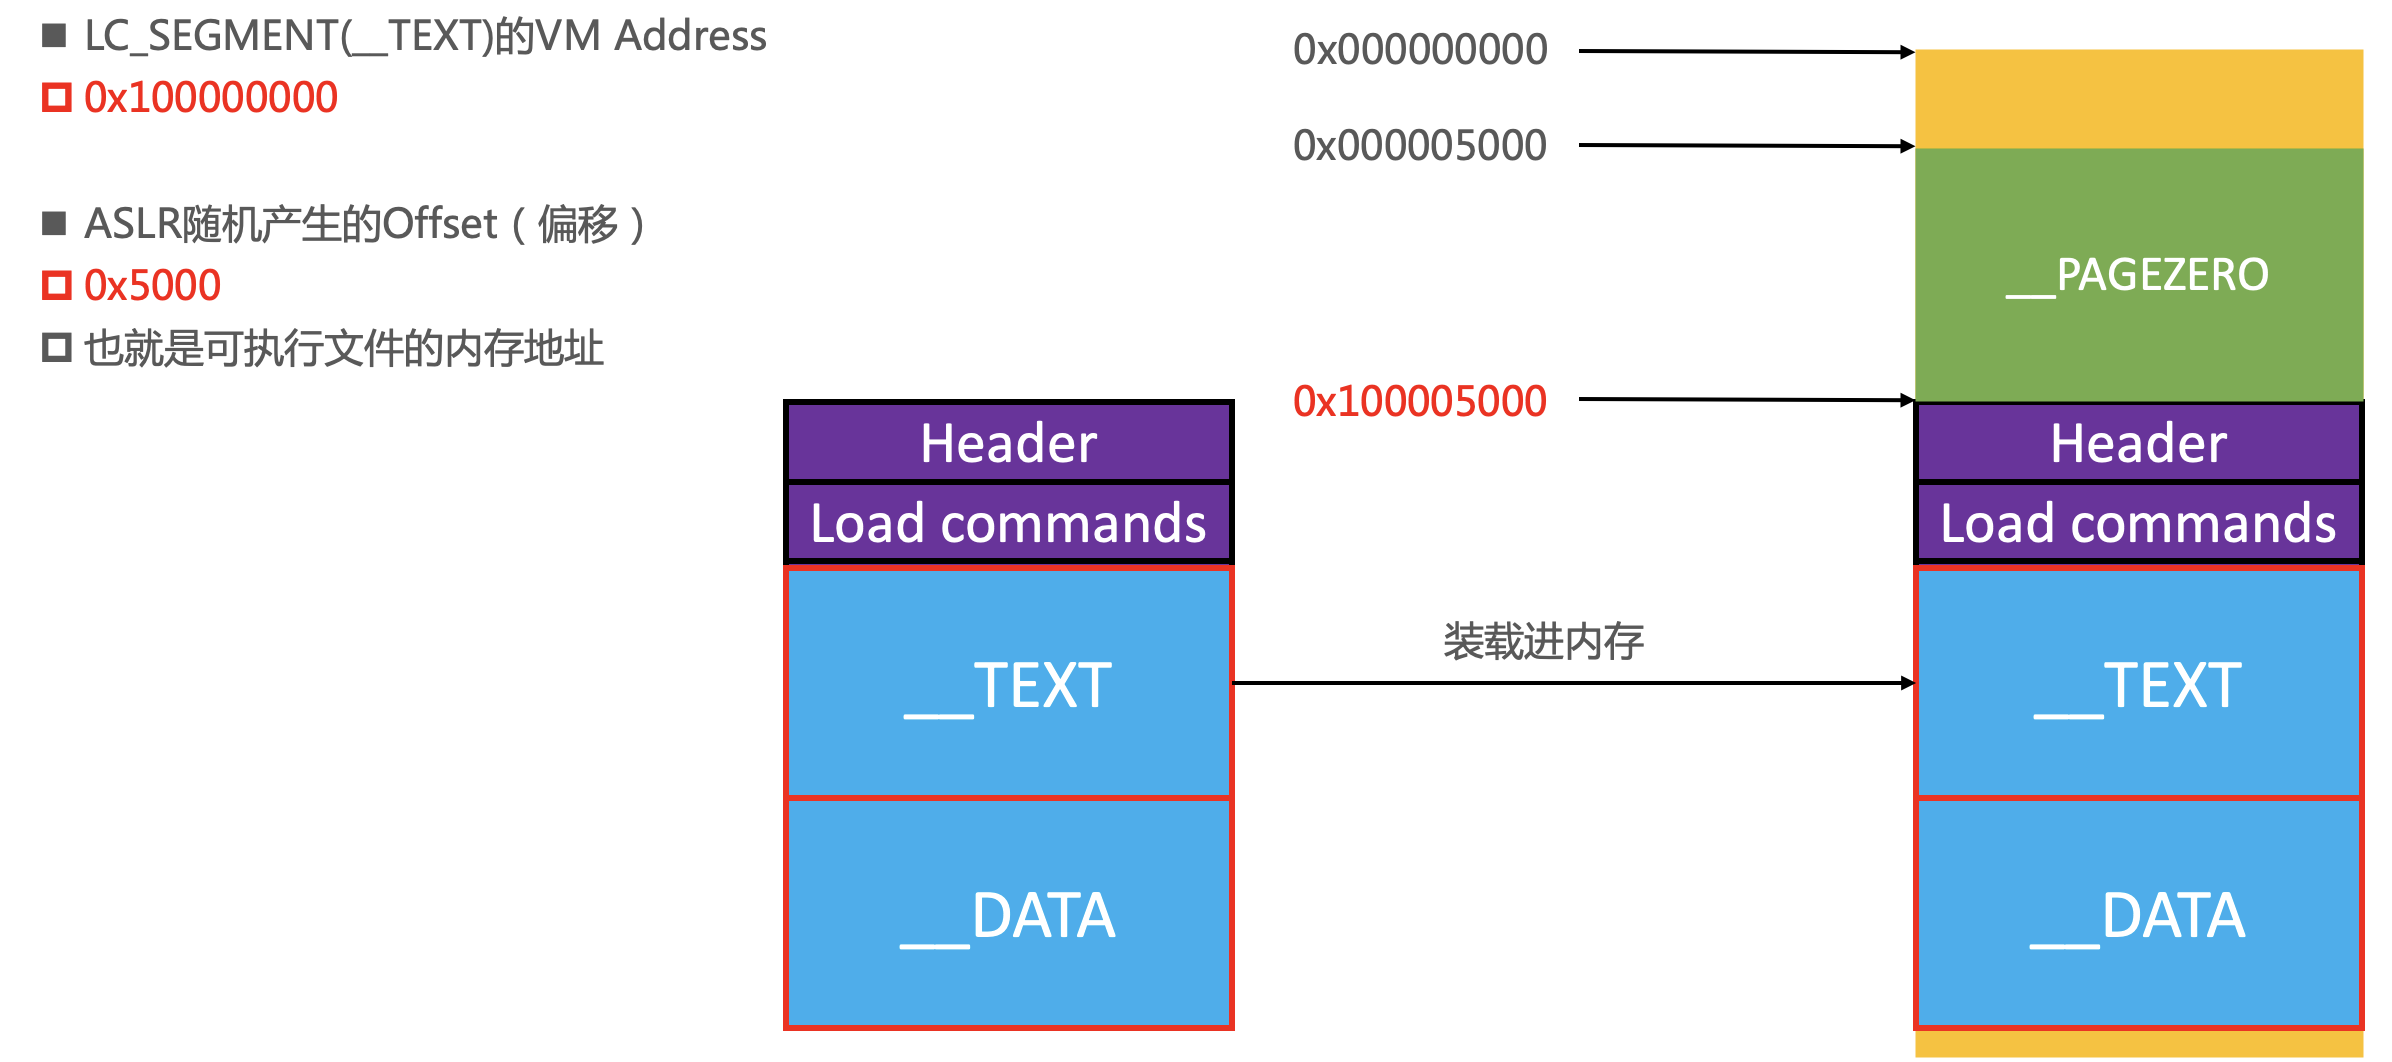 LC_SEGMENT(__TEXT)的VM Address
0x100000000
ASLR随机产生的Offset（偏移）
0x5000
也就是可执行文件的内存地址
0x000000000
0x000005000
0x100005000
Header
Load commands
__TEXT
__DATA
装载进内存
__PAGEZERO
Header
Load commands
__TEXT
__DATA